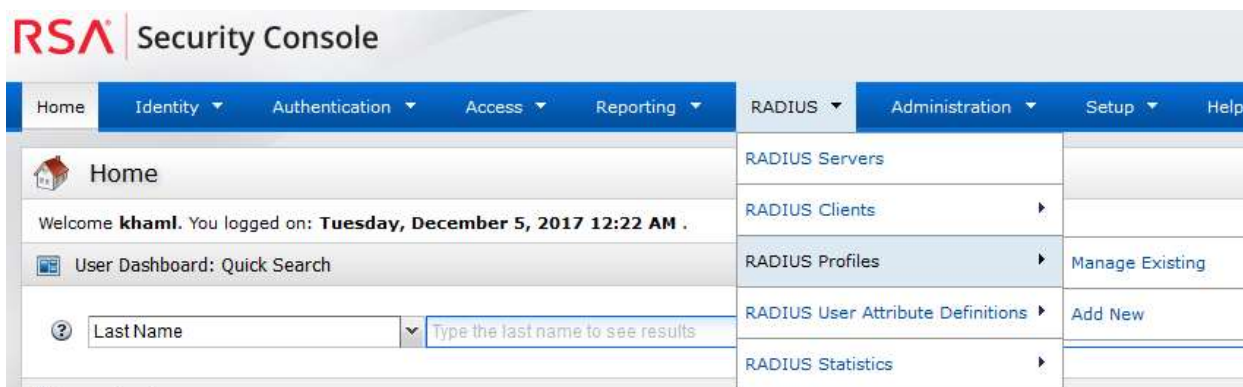 RSA Security Console
Home Identity Authentication Access Reporting RADIUS Administration Setup Help
RADIUS Servers
RADIUS Clients
RADIUS Profiles
RADIUS User Attribute Definitions
RADIUS Statistics
Manage Existing
Add New
Home
Welcome khaml. You logged on: Tuesday, December 5, 2017 12:22 AM .
User Dashboard: Quick Search
? Last Name Type the last name to see results